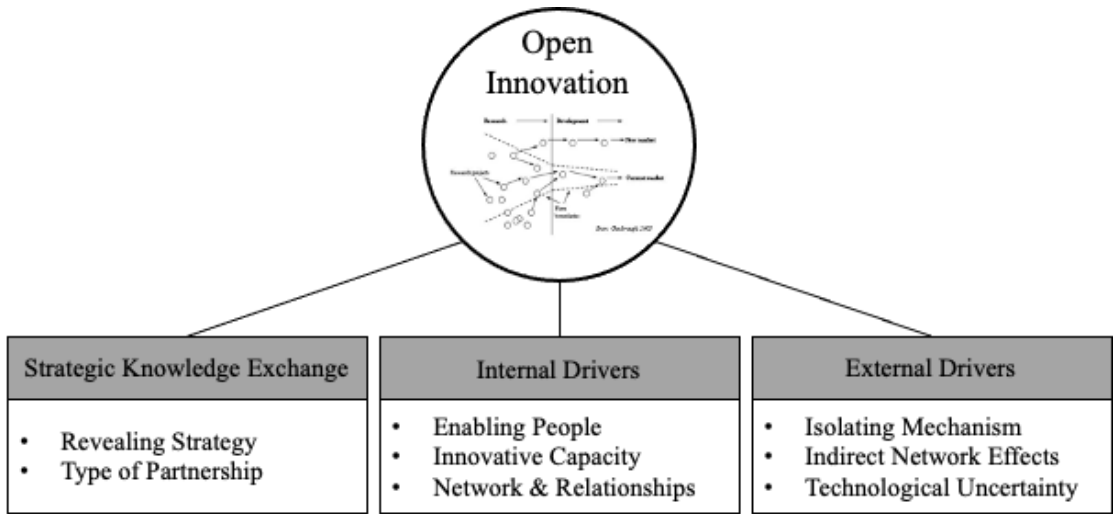 Open
Innovation
Research
Development
New market
Research projects
Current market
Firm
boundaries
Strategic Knowledge Exchange
• Revealing Strategy
• Type of Partnership
Internal Drivers
• Enabling People
• Innovative Capacity
• Network & Relationships
External Drivers
• Isolating Mechanism
• Indirect Network Effects
• Technological Uncertainty